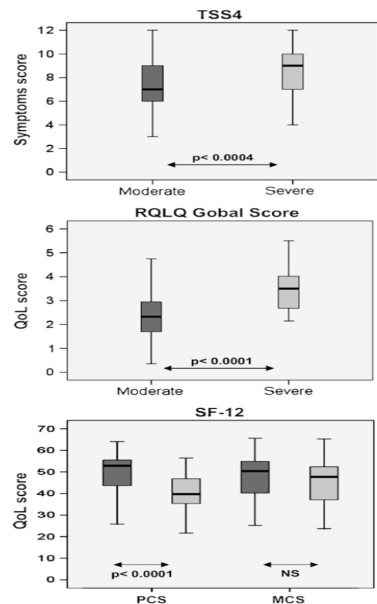 TSS4
Symptoms score
12
10
8
6
4
2
0
p< 0.0004
Moderate Severe
RQLQ Gobal Score
QoL score
6
5
4
3
2
1
0
p< 0.0001
Moderate Severe
SF-12
QoL score
70
60
50
40
30
20
10
00
p< 0.0001 NS
PCS MCS